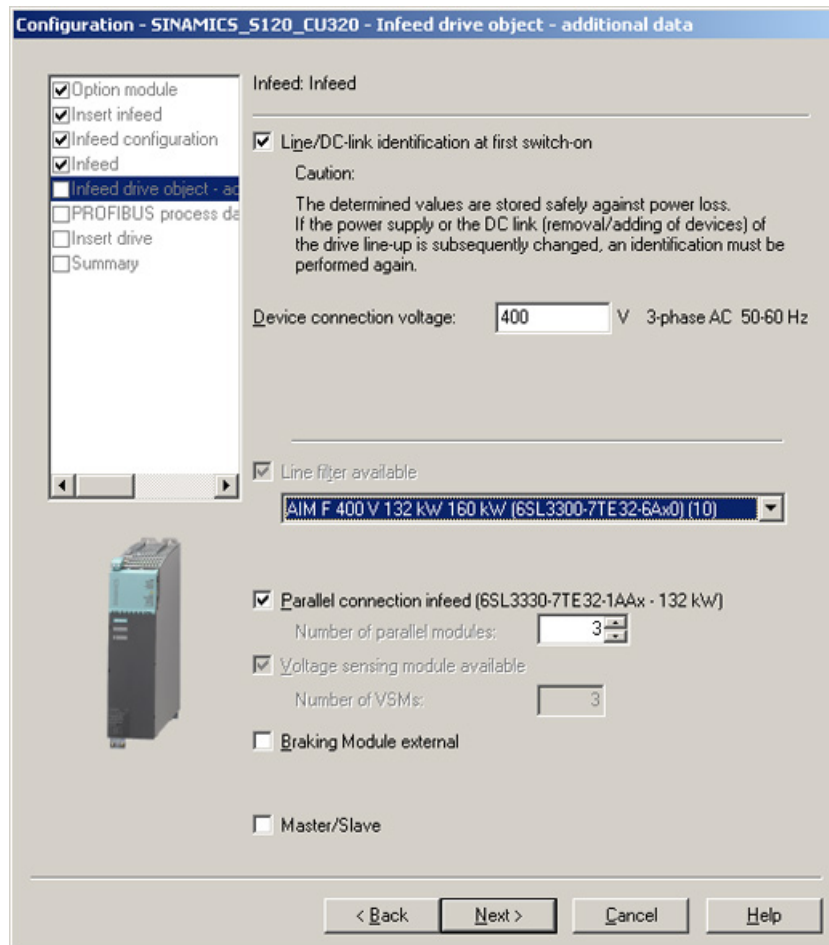 Configuration - SINAMICS_S120_CU320 - Infeed drive object - additional data
Option module
Insert infeed
Infeed configuration
Infeed
Infeed drive object - ad
PROFIBUS process da
Insert drive
Summary
Infeed: Infeed
Line/DC-link identification at first switch-on
Caution:
The determined values are stored safely against power loss.
If the power supply or the DC link (removal/adding of devices) of
the drive line-up is subsequently changed, an identification must be
performed again.
Device connection voltage: 400 V 3-phase AC 50-60 Hz
Line filter available
AIM F 400 V 132 kW 160 kW (6SL3300-7TE32-6Ax0) (10)
Parallel connection infeed (6SL3330-7TE32-1AAx - 132 kW)
Number of parallel modules: 3
Voltage sensing module available
Number of VSMs: 3
Braking Module external
Master/Slave
< Back Next > Cancel Help